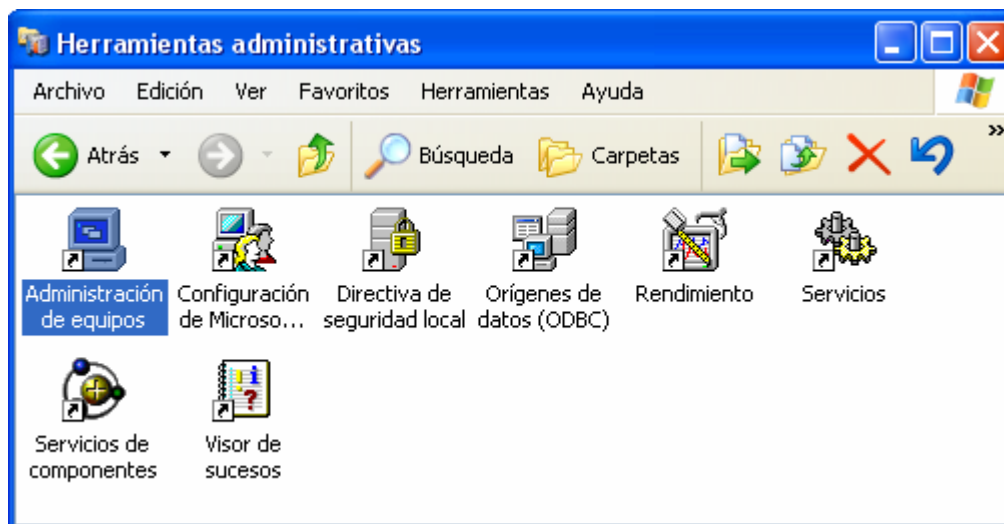 Herramientas administrativas
Archivo Edición Ver Favoritos Herramientas Ayuda
Atrás Búsqueda Carpetas »
Administración de equipos
Configuración de Microso...
Directiva de seguridad local
Orígenes de datos (ODBC)
Rendimiento
Servicios
Servicios de componentes
Visor de sucesos